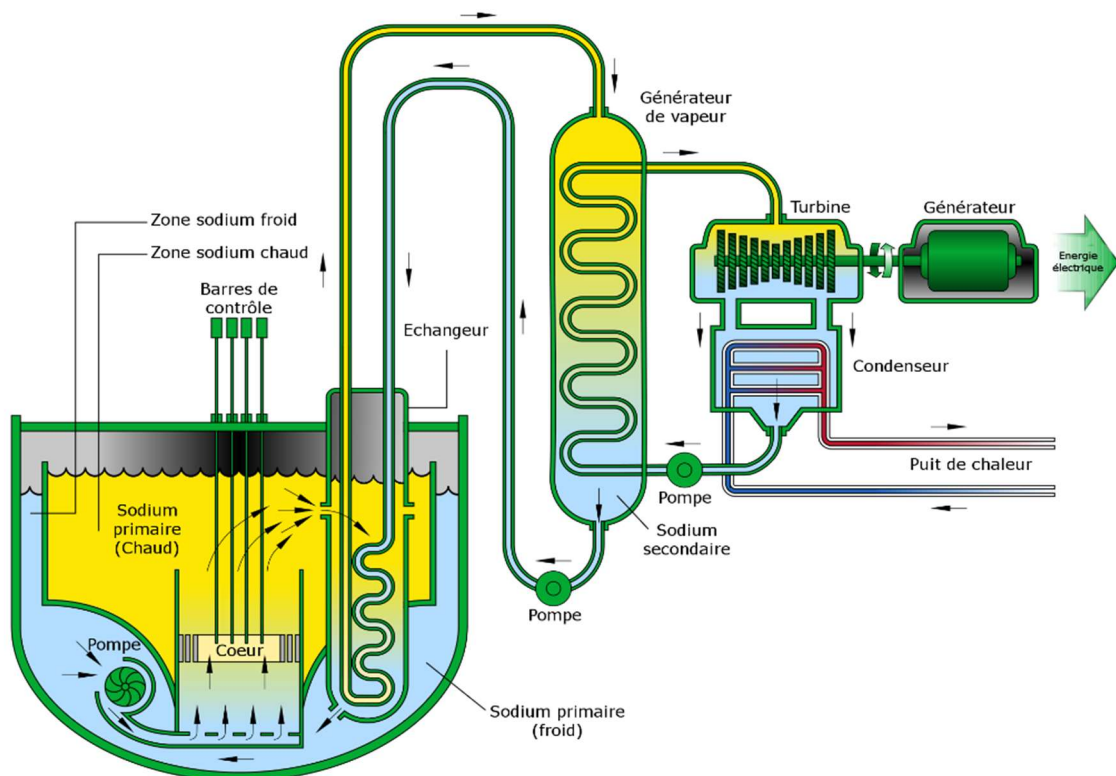 Générateur
de vapeur
Turbine
Générateur
Energie
électrique
Zone sodium froid
Zone sodium chaud
Barres de
contrôle
Echangeur
Condenseur
Puit de chaleur
Pompe
Sodium
secondaire
Sodium
primaire
(Chaud)
Pompe
Pompe
Coeur
Sodium primaire
(froid)